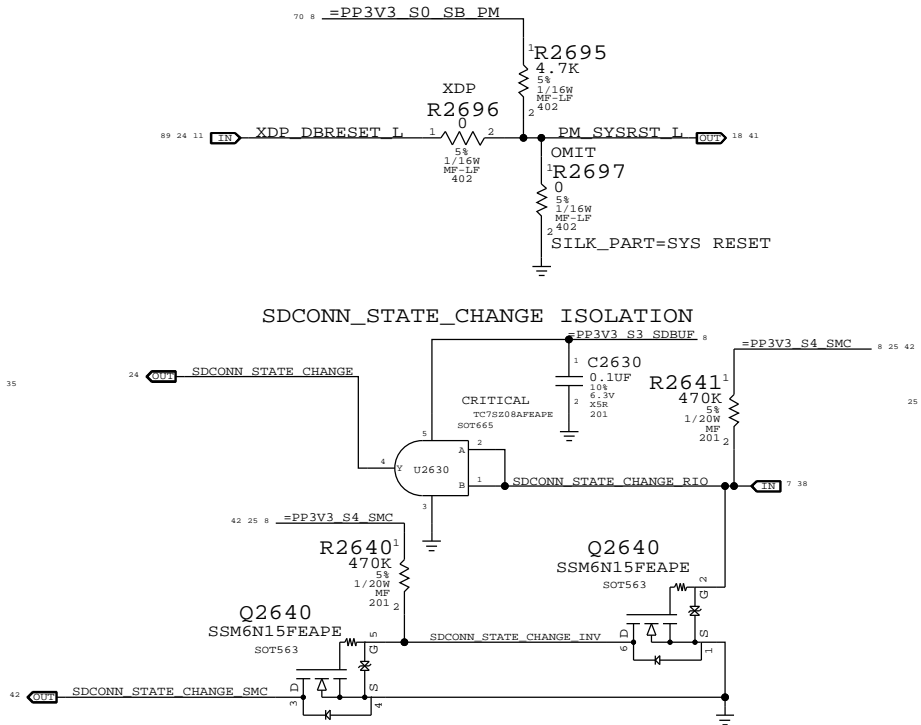 70 8 =PP3V3_S0_SB_PM
1 R2695
4.7K
5%
1/16W
MF-LF
402
2
XDP
R2696
0
89 24 11 IN XDP_DBRESET_L 1 2 PM_SYSRST_L OUT 18 41
5%
1/16W
MF-LF
402
OMIT
1 R2697
0
5%
1/16W
MF-LF
402
2
SILK_PART=SYS RESET
SDCONN_STATE_CHANGE ISOLATION
=PP3V3_S3_SDBUF 8
=PP3V3_S4_SMC 8 25 42
24 OUT SDCONN_STATE_CHANGE
35
25
1 C2630
0.1UF
10%
6.3V
X5R
201
2
R2641 1
470K
5%
1/20W
MF
201 2
CRITICAL
TC7SZ08AFEAPE
SOT665
5
A 2
4 Y U2630
B 1
3
SDCONN_STATE_CHANGE_RIO IN 7 38
42 25 8 =PP3V3_S4_SMC
R2640 1
470K
5%
1/20W
MF
201 2
Q2640
SSM6N15FEAPE
SOT563
G 2
6 D
S 1
Q2640
SSM6N15FEAPE
SOT563
G 5
SDCONN_STATE_CHANGE_INV
3 D
S 4
42 OUT SDCONN_STATE_CHANGE_SMC